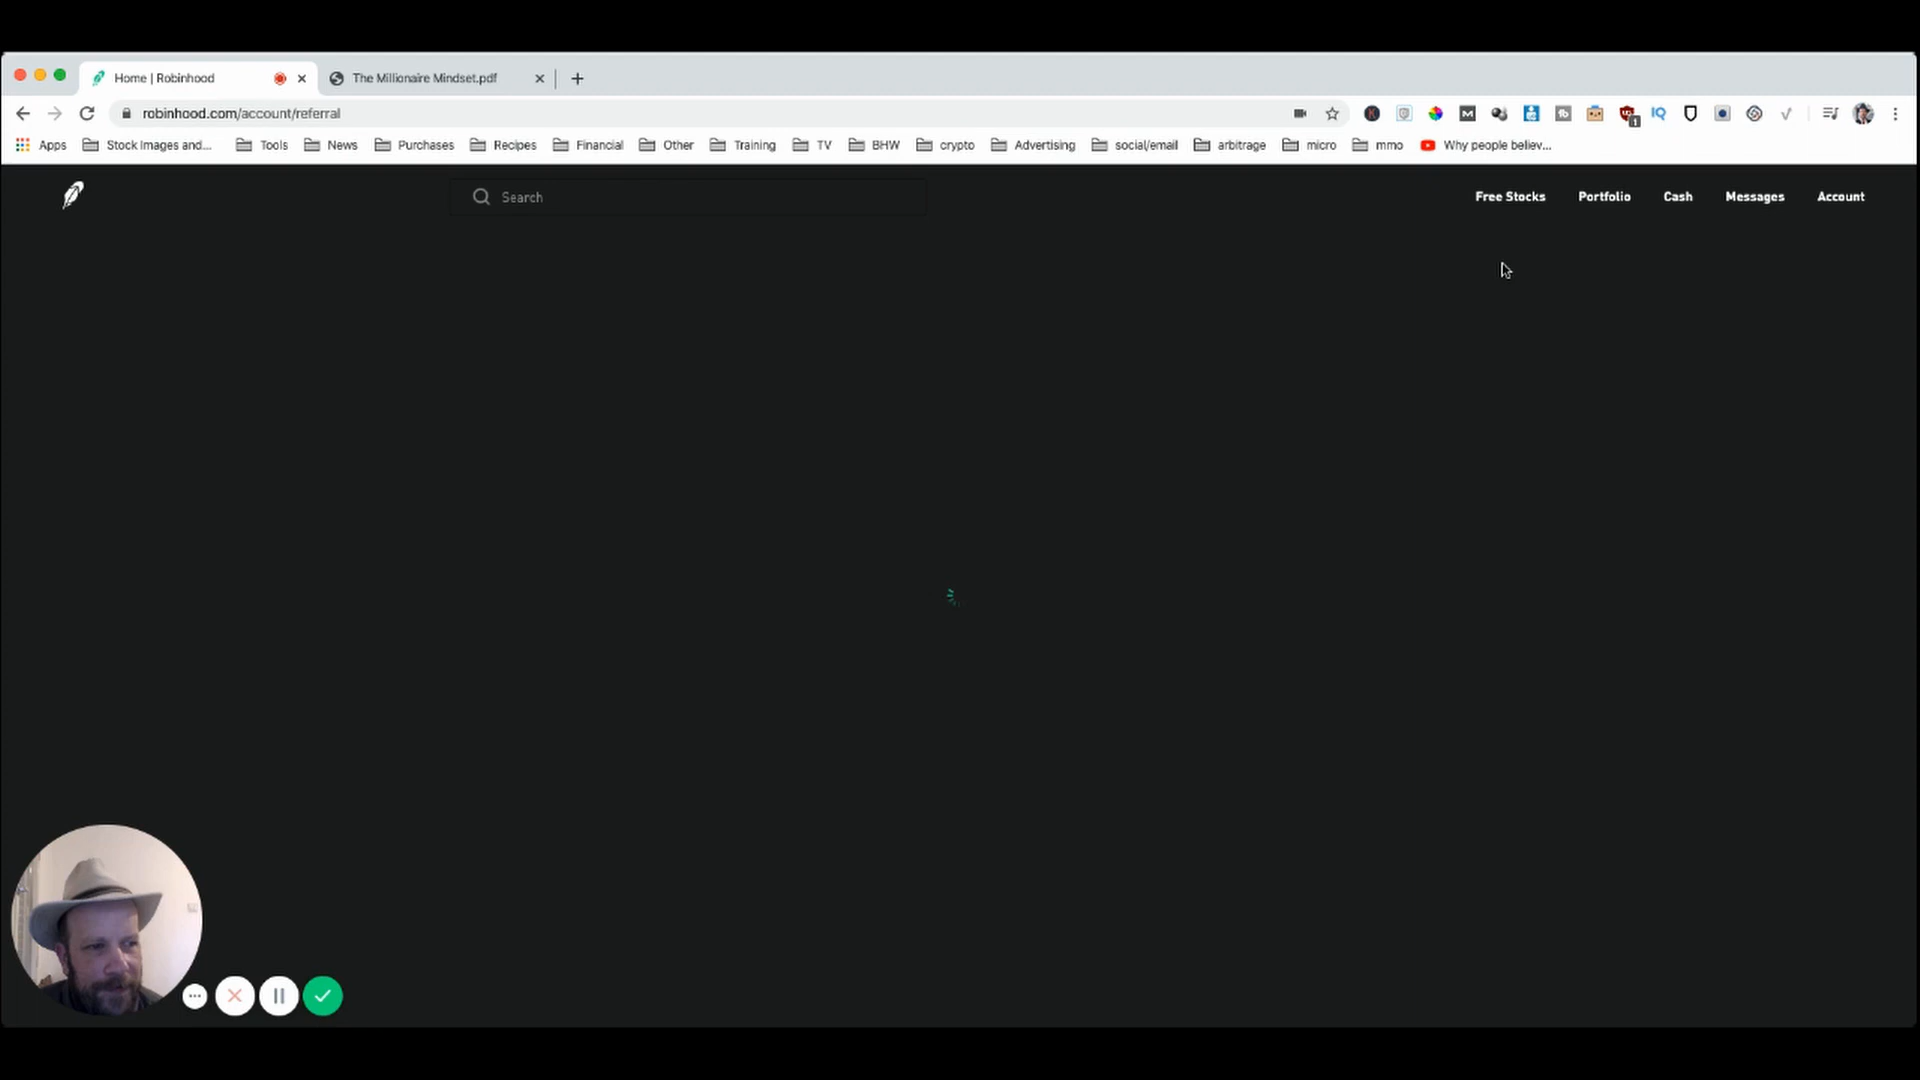 Home | Robinhood
The Millionaire Mindset.pdf
robinhood.com/account/referral
Apps Stock Images and... Tools News Purchases Recipes Financial Other Training TV BHW crypto Advertising social/email arbitrage micro mmo Why people believ...
Search
Free Stocks Portfolio Cash Messages Account